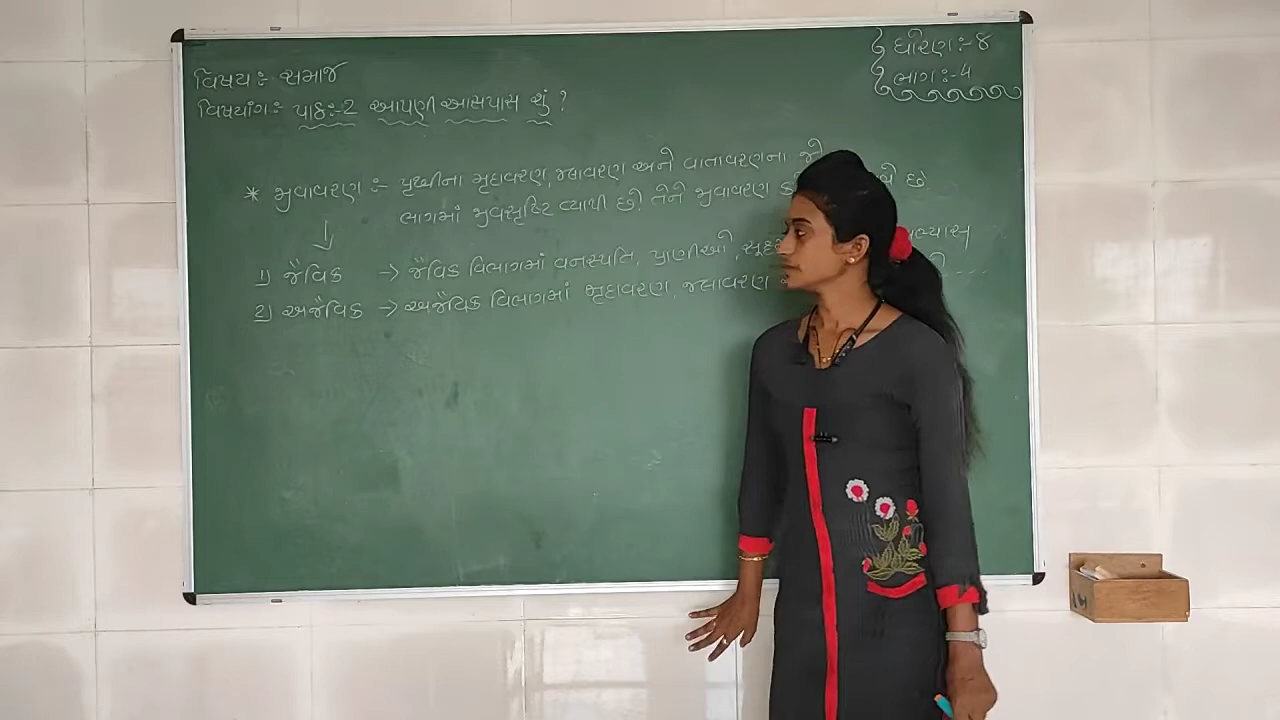 વિષય:- સમાજ
ધોરણ:- ૪
ભાગ:-4
વિષયાંગ:- પાઠ:-2 આપણી આસપાસ શું ?
* જીવાવરણ :- પૃથ્વીના મૃદાવરણ, જલાવરણ અને વાતાવરણના જે
ભાગમાં જીવસૃષ્ટિ વ્યાપી છે. તેને જીવાવરણ છે.
1) જૈવિક -> જૈવિક વિભાગમાં વનસ્પતિ, પ્રાણીઓ,
2) અજૈવિક -> અજૈવિક વિભાગમાં મૃદાવરણ, જલાવરણ